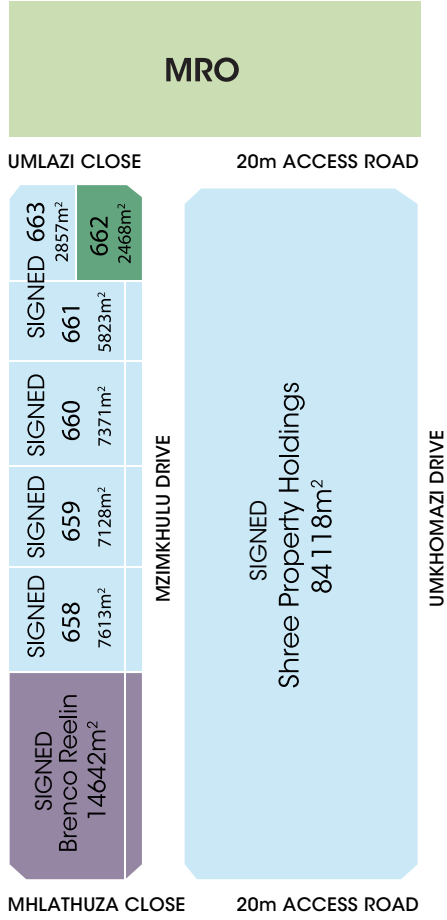 MRO
UMLAZI CLOSE
20m ACCESS ROAD
SIGNED 663
2857m²
662
2468m²
SIGNED
661
5823m²
SIGNED
660
7371m²
SIGNED
659
7128m²
SIGNED
658
7613m²
SIGNED
Brenco Reelin
14642m²
MZIMKHULU DRIVE
SIGNED
Shree Property Holdings
84 118m²
UMKHOMAZI DRIVE
MHLATHUZA CLOSE
20m ACCESS ROAD